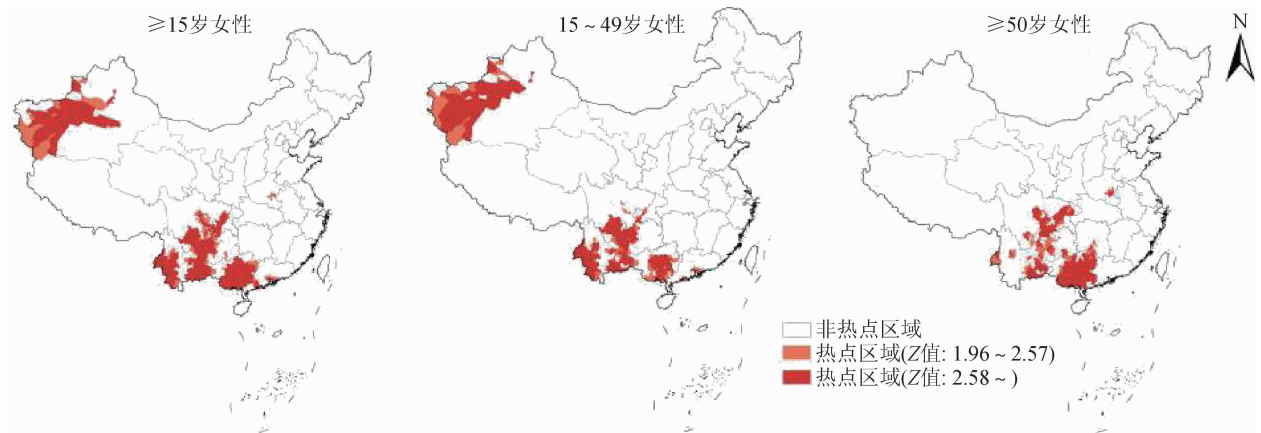 ≥15岁女性
15～49岁女性
≥50岁女性
N
非热点区域
热点区域(Z值: 1.96～2.57)
热点区域(Z值: 2.58～)